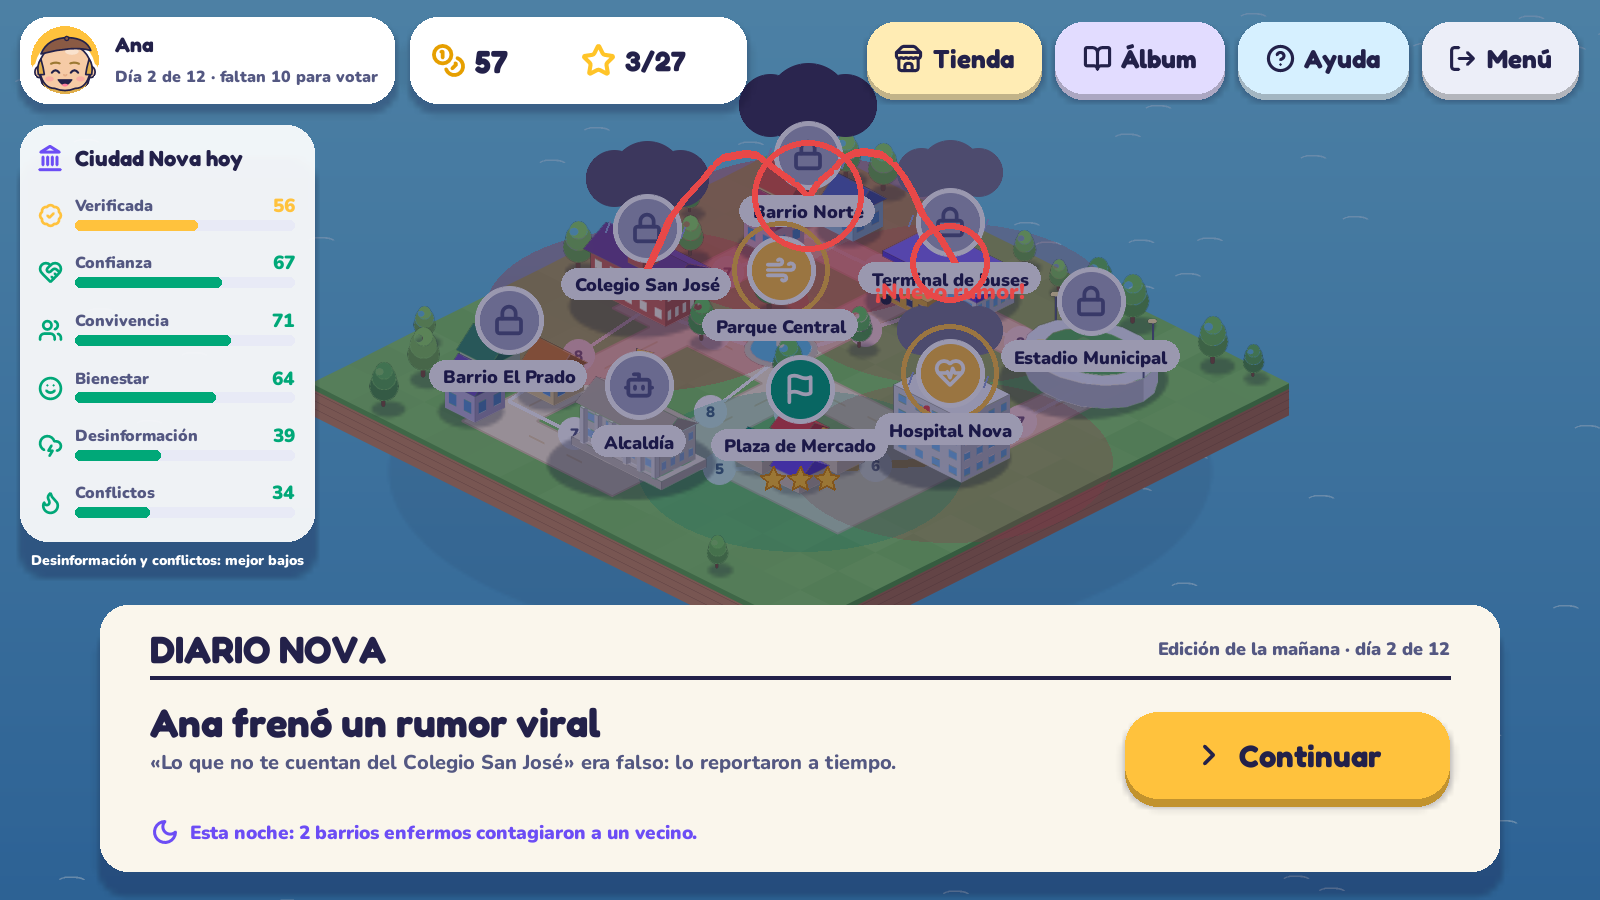 Ana
Día 2 de 12 · faltan 10 para votar
57
3/27
Tienda
Álbum
Ayuda
Menú
Ciudad Nova hoy
Verificada 56
Confianza 67
Convivencia 71
Bienestar 64
Desinformación 39
Conflictos 34
Desinformación y conflictos: mejor bajos
Barrio Norte
Colegio San José
Terminal de buses
¡Nuevo rumor!
Parque Central
Estadio Municipal
8
Barrio El Prado
8
7
Alcaldía
Plaza de Mercado
Hospital Nova
5
6
DIARIO NOVA
Edición de la mañana · día 2 de 12
Ana frenó un rumor viral
«Lo que no te cuentan del Colegio San José» era falso: lo reportaron a tiempo.
Continuar
Esta noche: 2 barrios enfermos contagiaron a un vecino.